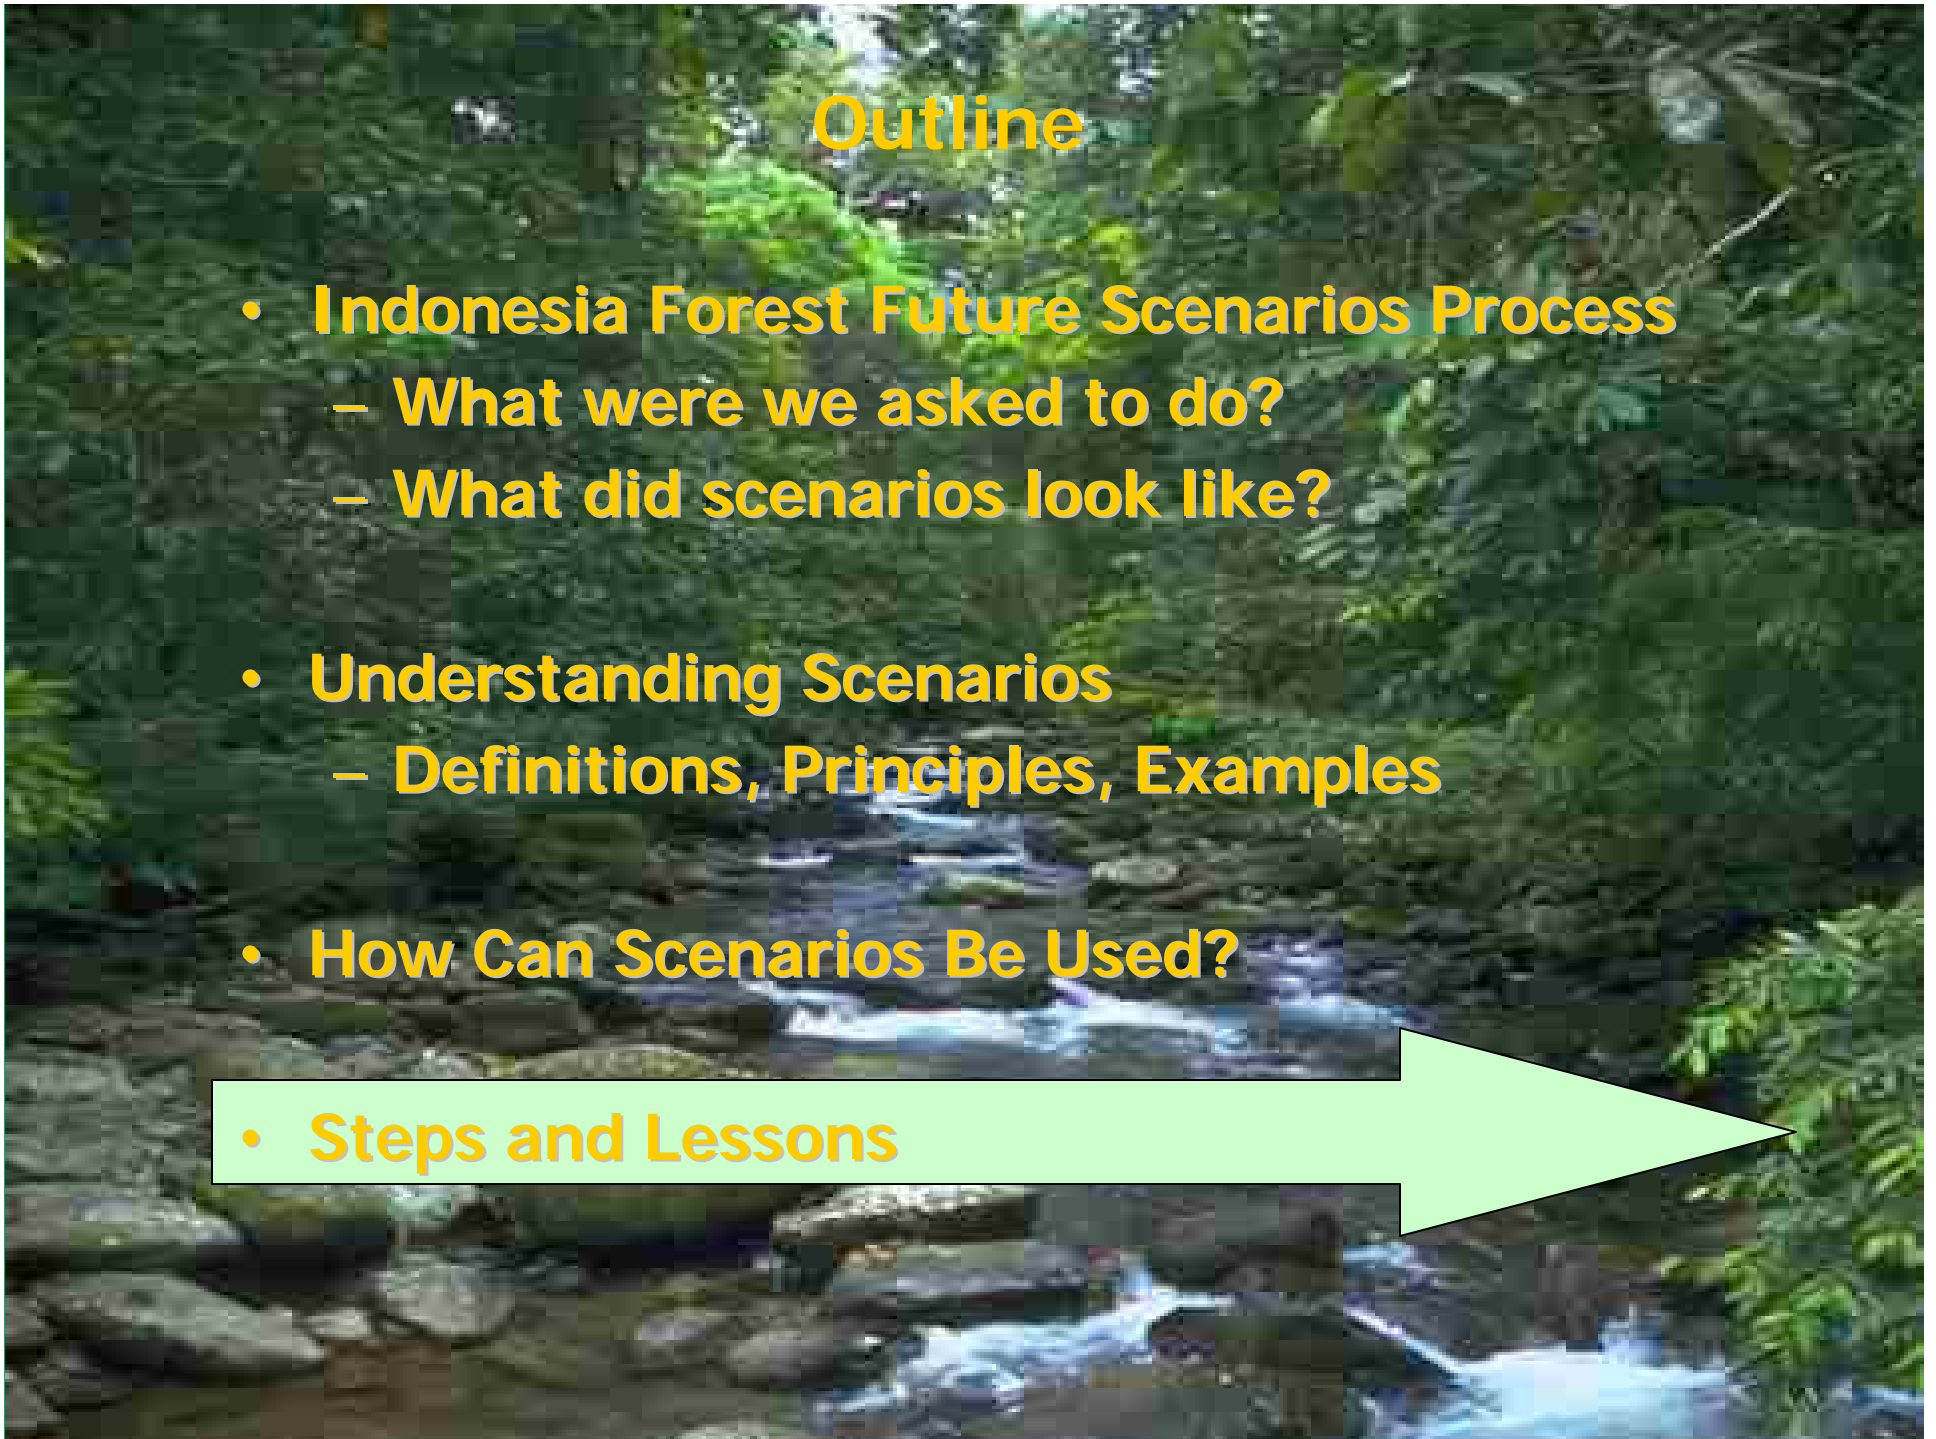 Outline
• Indonesia Forest Future Scenarios Process
– What were we asked to do?
– What did scenarios look like?
• Understanding Scenarios
– Definitions, Principles, Examples
• How Can Scenarios Be Used?
• Steps and Lessons